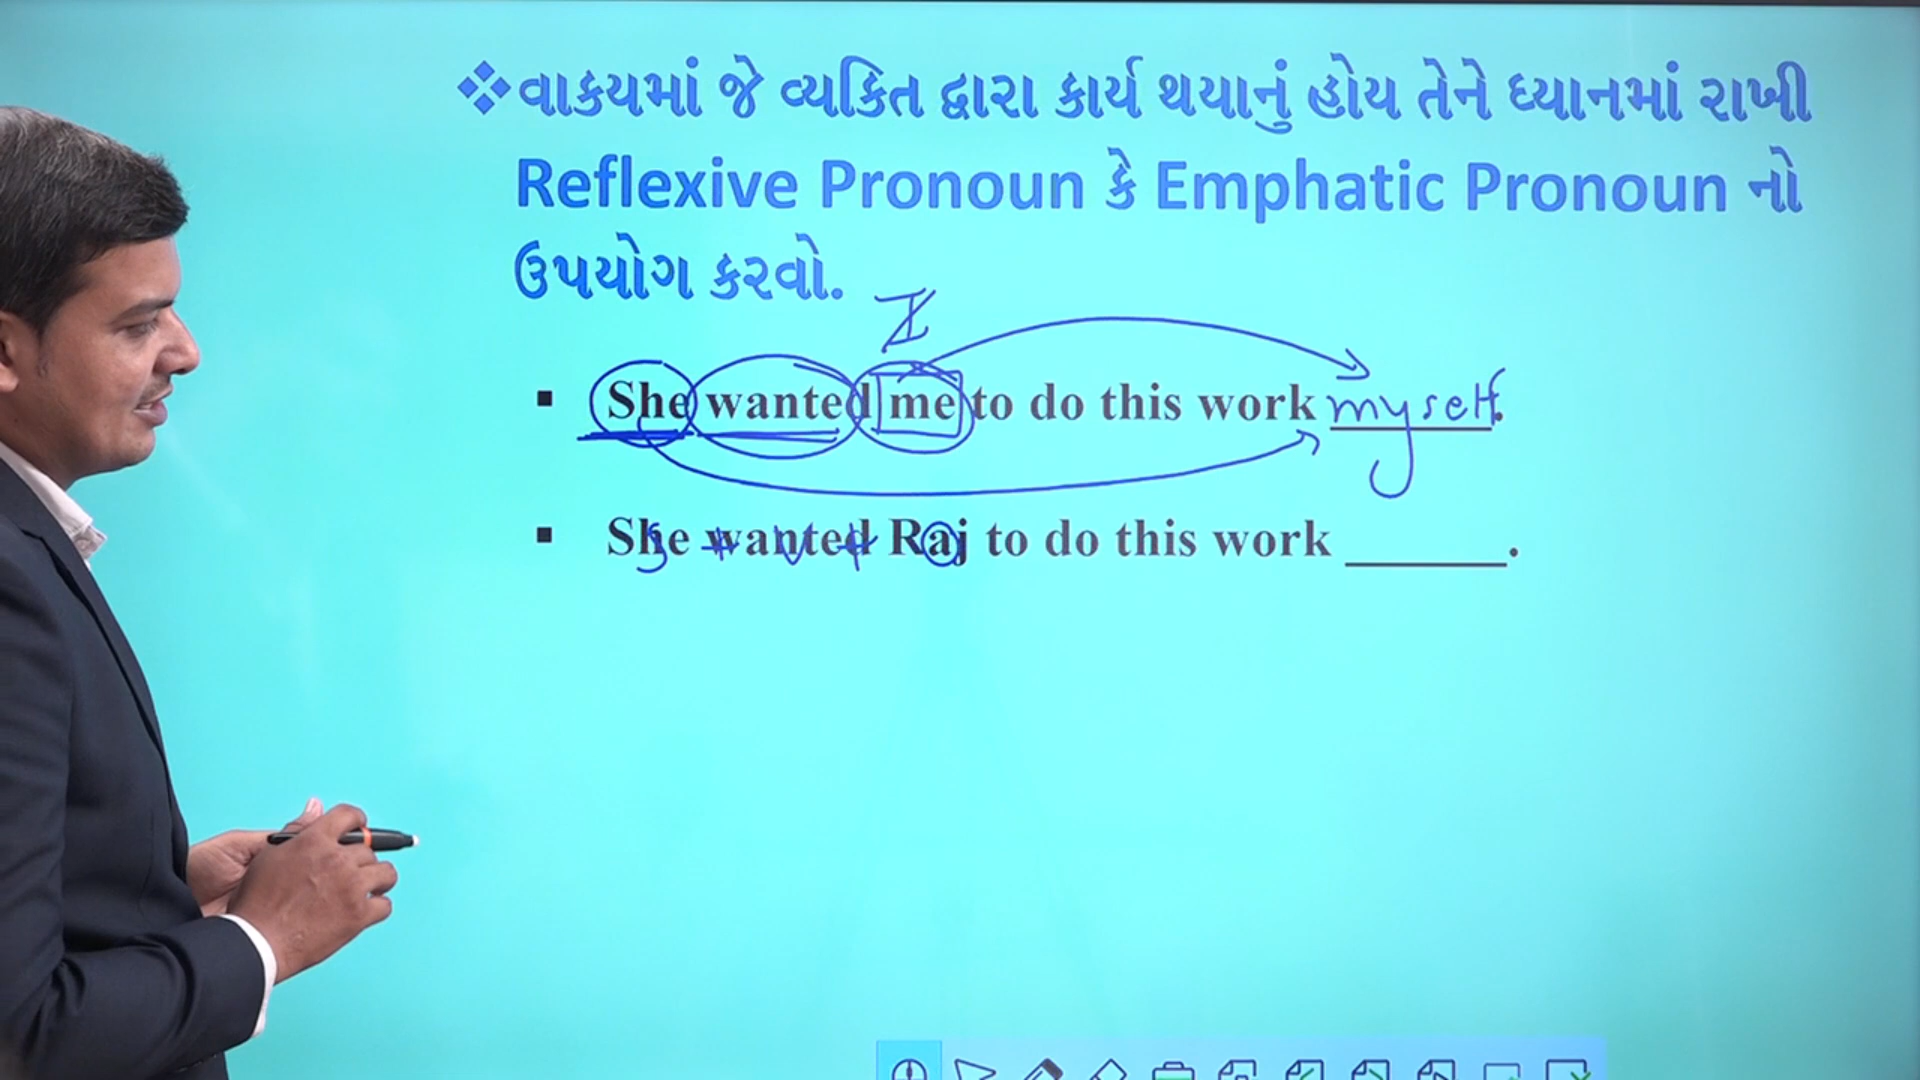 ❖વાક્યમાં જે વ્યકિત દ્વારા કાર્ય થયાનું હોય તેને ધ્યાનમાં રાખી
Reflexive Pronoun કે Emphatic Pronoun નો
ઉપયોગ કરવો.
I
▪ She wanted me to do this work myself.
▪ She wanted Raj to do this work ______.
S + V + O